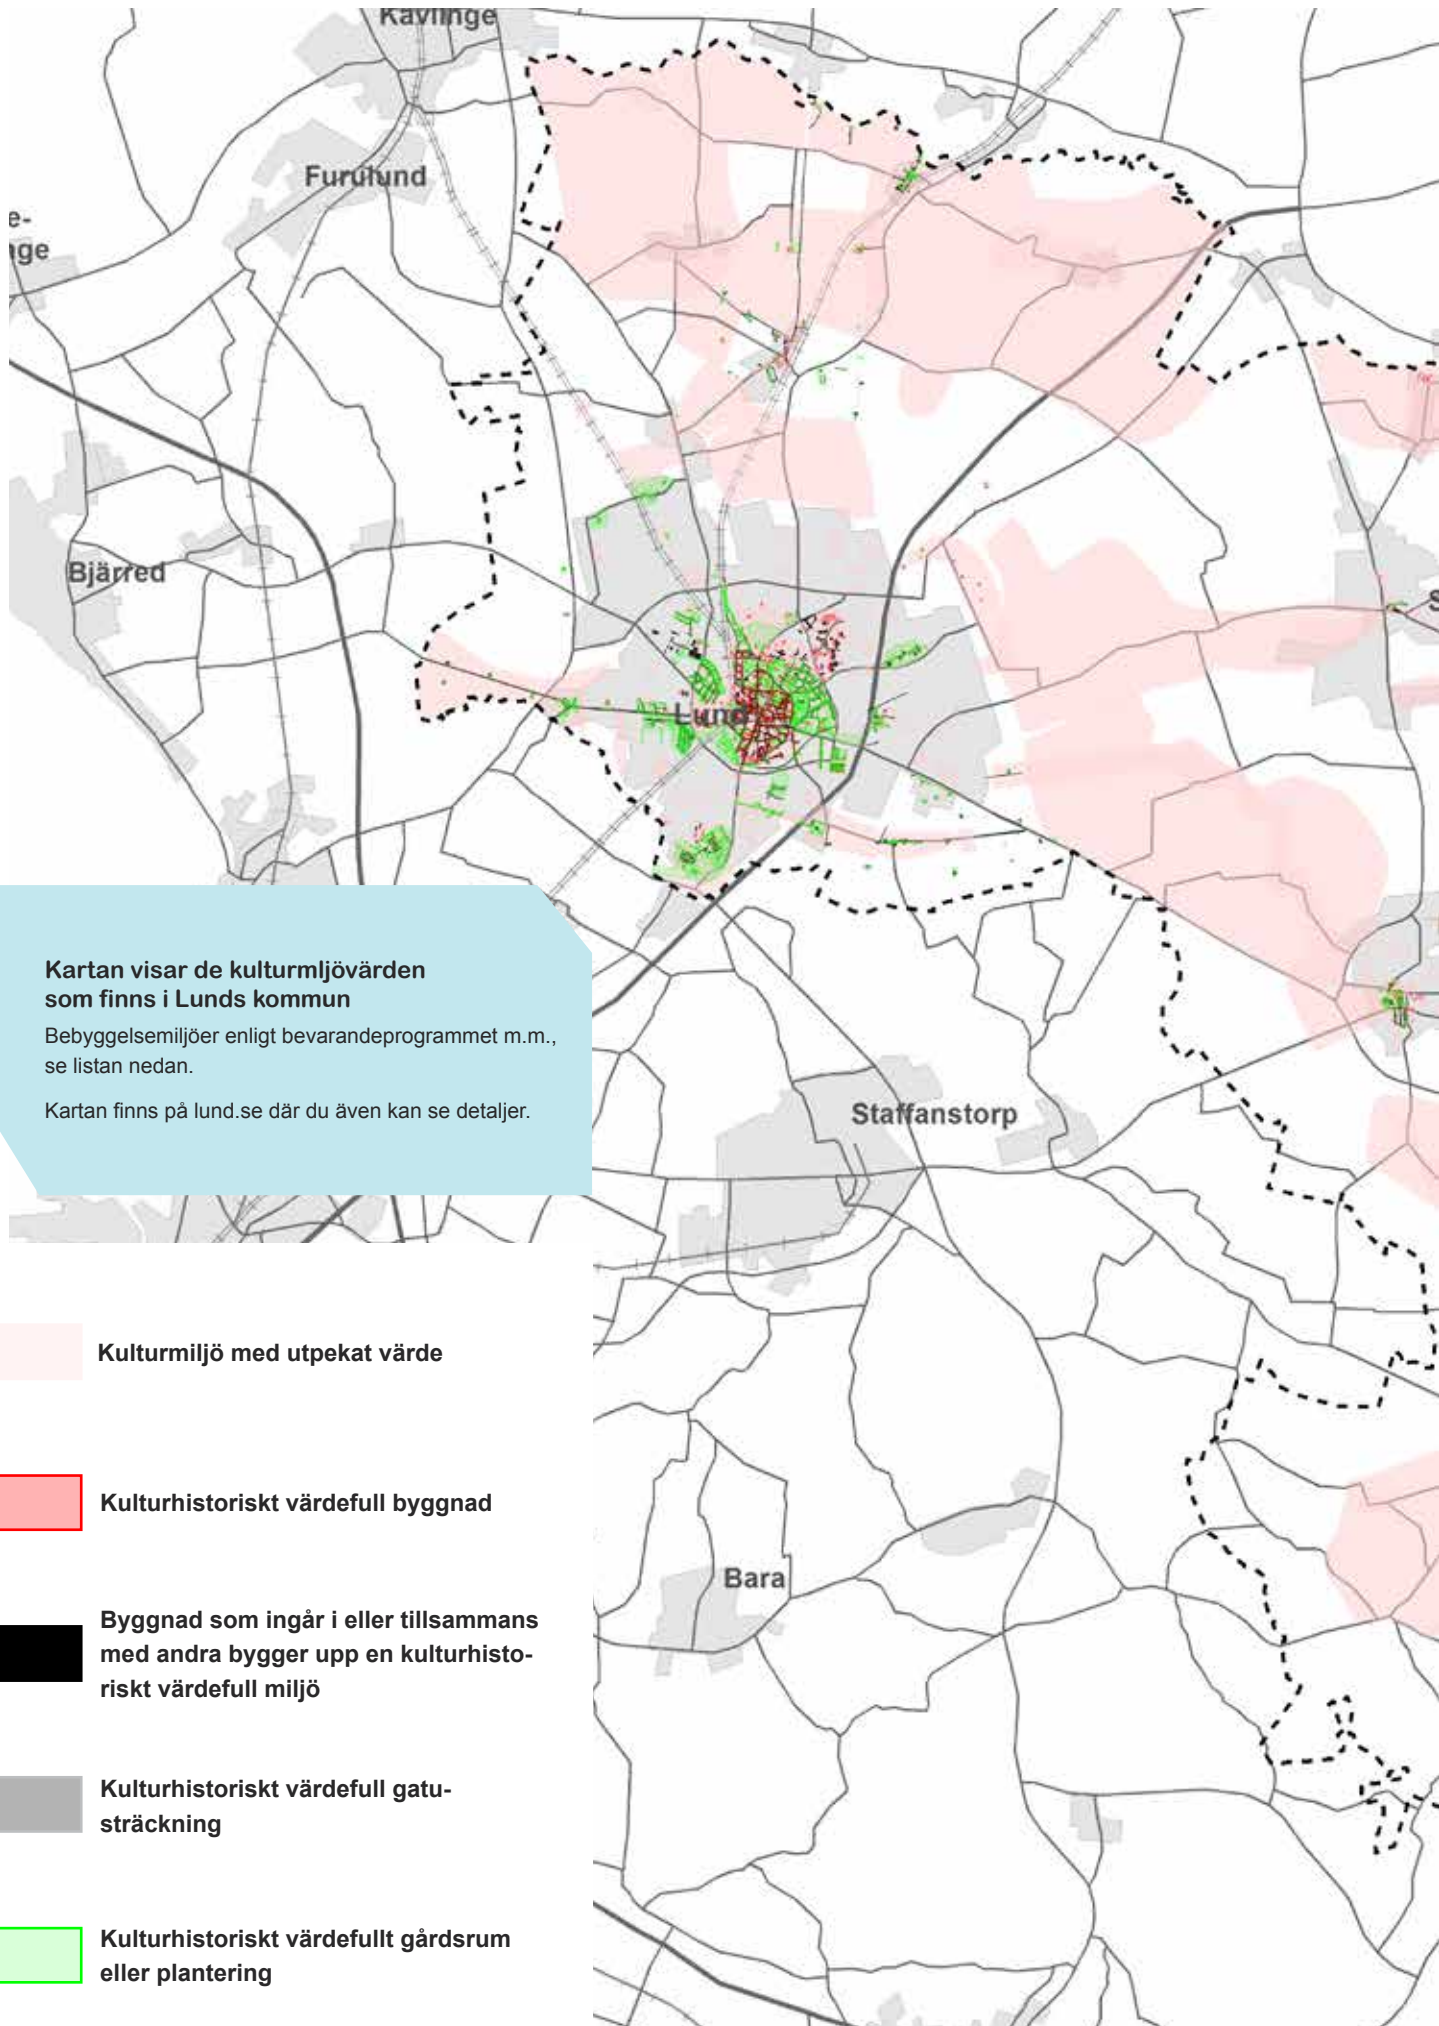 Kävlinge
Furulund
e-
nge
Bjärred
Lund
S
Kartan visar de kulturmljövärden
som finns i Lunds kommun
Bebyggelsemiljöer enligt bevarandeprogrammet m.m.,
se listan nedan.
Kartan finns på lund.se där du även kan se detaljer.
Staffanstorp
Kulturmiljö med utpekat värde
Kulturhistoriskt värdefull byggnad
Bara
Byggnad som ingår i eller tillsammans
med andra bygger upp en kulturhisto-
riskt värdefull miljö
Kulturhistoriskt värdefull gatu-
sträckning
Kulturhistoriskt värdefullt gårdsrum
eller plantering